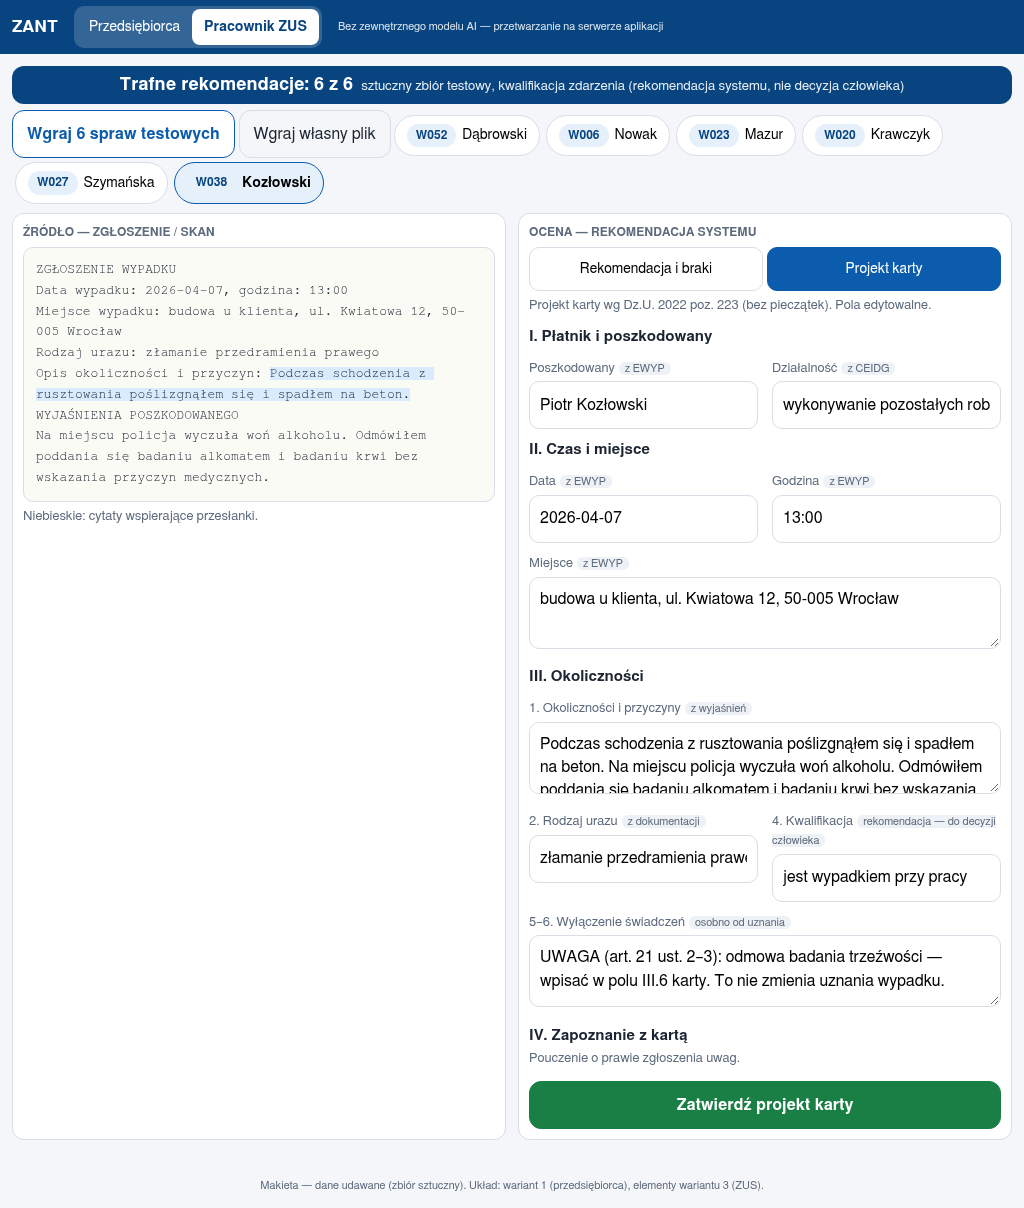 ZANT
Przedsiębiorca
Pracownik ZUS
Bez zewnętrznego modelu AI — przetwarzanie na serwerze aplikacji
Trafne rekomendacje: 6 z 6 sztuczny zbiór testowy, kwalifikacja zdarzenia (rekomendacja systemu, nie decyzja człowieka)
Wgraj 6 spraw testowych
Wgraj własny plik
W052 Dąbrowski
W006 Nowak
W023 Mazur
W020 Krawczyk
W027 Szymańska
W038 Kozłowski
ŹRÓDŁO — ZGŁOSZENIE / SKAN
ZGŁOSZENIE WYPADKU
Data wypadku: 2026-04-07, godzina: 13:00
Miejsce wypadku: budowa u klienta, ul. Kwiatowa 12, 50-
005 Wrocław
Rodzaj urazu: złamanie przedramienia prawego
Opis okoliczności i przyczyn: Podczas schodzenia z
rusztowania poślizgnąłem się i spadłem na beton.
WYJAŚNIENIA POSZKODOWANEGO
Na miejscu policja wyczuła woń alkoholu. Odmówiłem
poddania się badaniu alkomatem i badaniu krwi bez
wskazania przyczyn medycznych.
Niebieskie: cytaty wspierające przesłanki.
OCENA — REKOMENDACJA SYSTEMU
Rekomendacja i braki
Projekt karty
Projekt karty wg Dz.U. 2022 poz. 223 (bez pieczątek). Pola edytowalne.
I. Płatnik i poszkodowany
Poszkodowany z EWYP
Działalność z CEIDG
Piotr Kozłowski
wykonywanie pozostałych rob
II. Czas i miejsce
Data z EWYP
Godzina z EWYP
2026-04-07
13:00
Miejsce z EWYP
budowa u klienta, ul. Kwiatowa 12, 50-005 Wrocław
III. Okoliczności
1. Okoliczności i przyczyny z wyjaśnień
Podczas schodzenia z rusztowania poślizgnąłem się i spadłem
na beton. Na miejscu policja wyczuła woń alkoholu. Odmówiłem
poddania się badaniu alkomatem i badaniu krwi bez wskazania
2. Rodzaj urazu z dokumentacji
4. Kwalifikacja rekomendacja — do decyzji
człowieka
złamanie przedramienia prawe
jest wypadkiem przy pracy
5–6. Wyłączenie świadczeń osobno od uznania
UWAGA (art. 21 ust. 2–3): odmowa badania trzeźwości —
wpisać w polu III.6 karty. To nie zmienia uznania wypadku.
IV. Zapoznanie z kartą
Pouczenie o prawie zgłoszenia uwag.
Zatwierdź projekt karty
Makieta — dane udawane (zbiór sztuczny). Układ: wariant 1 (przedsiębiorca), elementy wariantu 3 (ZUS).